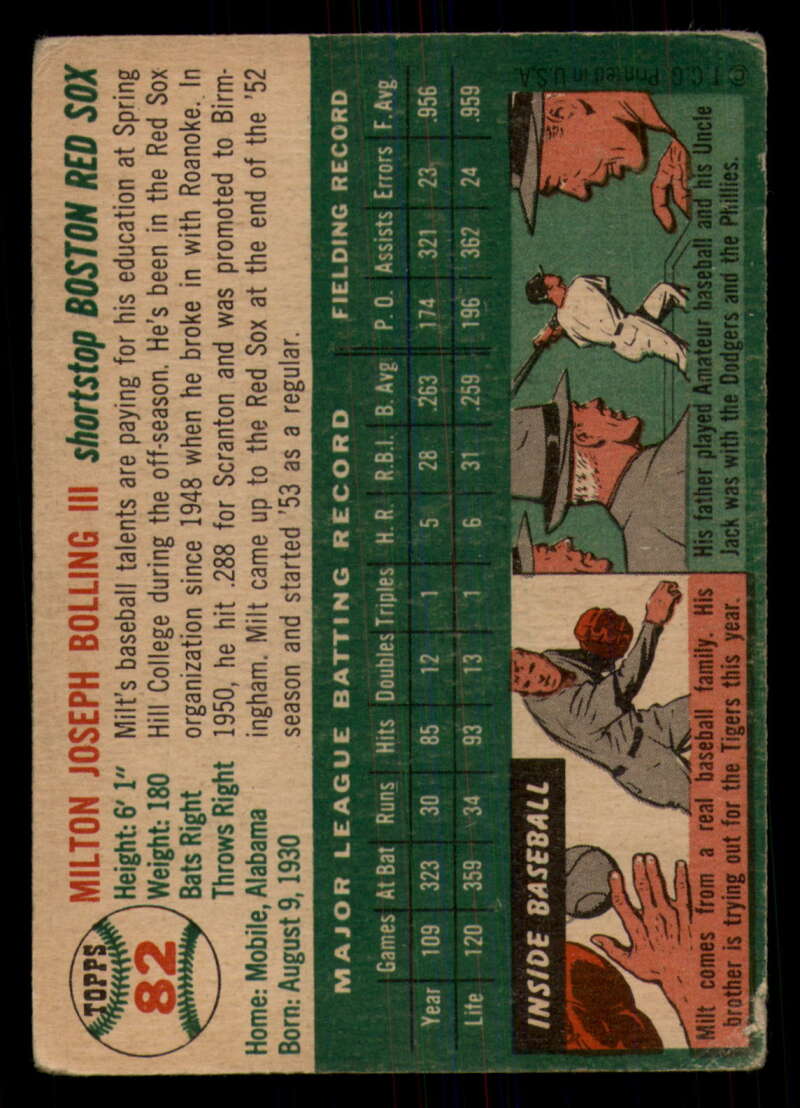 TOPPS
82
MILTON JOSEPH BOLLING III shortstop BOSTON RED SOX
Height: 6' 1"
Weight: 180
Bats Right
Throws Right
Home: Mobile, Alabama
Born: August 9, 1930
Milt's baseball talents are paying for his education at Spring
Hill College during the off-season. He's been in the Red Sox
organization since 1948 when he broke in with Roanoke. In
1950, he hit .288 for Scranton and was promoted to Birm-
ingham. Milt came up to the Red Sox at the end of the '52
season and started '53 as a regular.
MAJOR LEAGUE BATTING RECORD FIELDING RECORD
Games At Bat Runs Hits Doubles Triples H. R. R.B.I. B. Avg P. O. Assists Errors F. Avg
Year 109 323 30 85 12 1 5 28 .263 174 321 23 .956
Life 120 359 34 93 13 1 6 31 .259 196 362 24 .959
INSIDE BASEBALL
Milt comes from a real baseball family. His
brother is trying out for the Tigers this year.
His father played Amateur baseball and his Uncle
Jack was with the Dodgers and the Phillies.
© T.C.G. Printed in U.S.A.